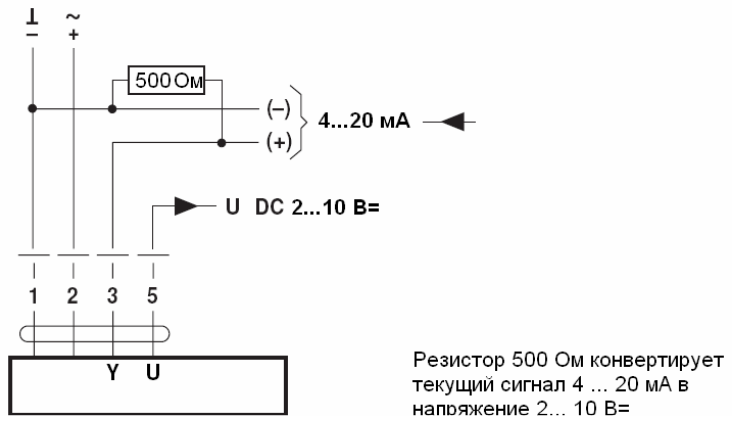 ⊥ ~
– +
500 Ом
(–)
4...20 мА
(+)
U DC 2...10 В=
1 2 3 5
Y U
Резистор 500 Ом конвертирует
текущий сигнал 4 ... 20 мА в
напряжение 2... 10 В=